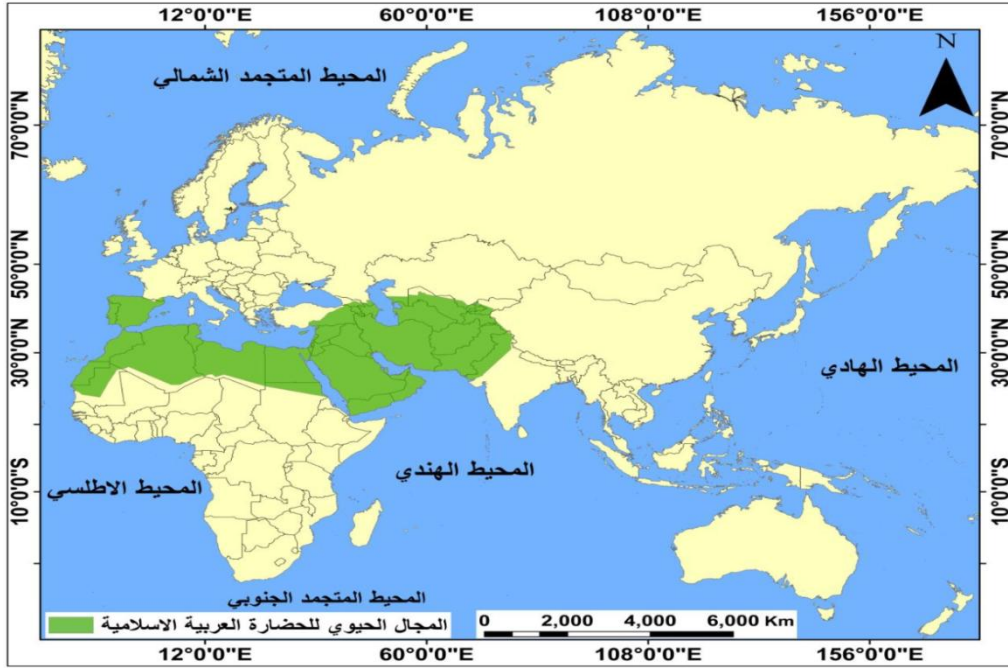 12°0'0"E 60°0'0"E 108°0'0"E 156°0'0"E
N
المحيط المتجمد الشمالي
70°0'0"N
70°0'0"N
50°0'0"N
50°0'0"N
30°0'0"N
30°0'0"N
المحيط الهادي
المحيط الهندي
المحيط الاطلسي
10°0'0"S
10°0'0"S
المحيط المتجمد الجنوبي
المجال الحيوي للحضارة العربية الاسلامية
0 2,000 4,000 6,000 Km
12°0'0"E 60°0'0"E 108°0'0"E 156°0'0"E